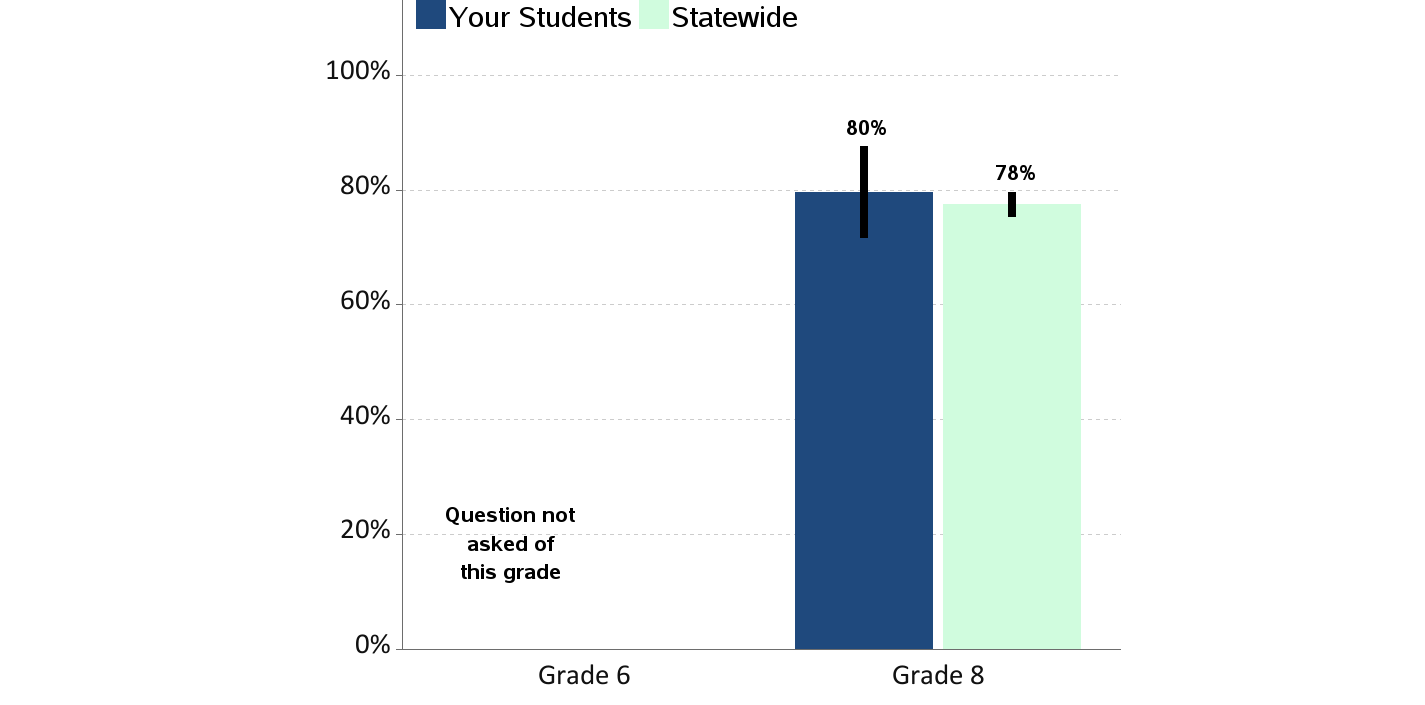 Your Students Statewide
100%
80%
78%
80%
60%
40%
Question not
20%
asked of
this grade
0%
Grade 6 Grade 8